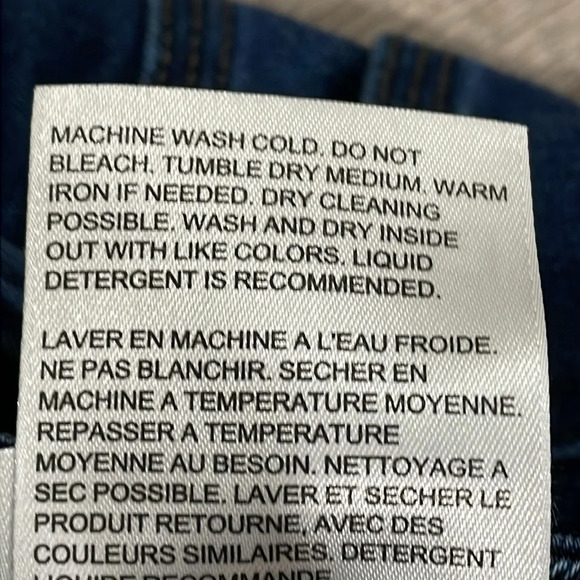 MACHINE WASH COLD. DO NOT
BLEACH. TUMBLE DRY MEDIUM. WARM
IRON IF NEEDED. DRY CLEANING
POSSIBLE. WASH AND DRY INSIDE
OUT WITH LIKE COLORS. LIQUID
DETERGENT IS RECOMMENDED.
LAVER EN MACHINE A L'EAU FROIDE.
NE PAS BLANCHIR. SECHER EN
MACHINE A TEMPERATURE MOYENNE.
REPASSER A TEMPERATURE
MOYENNE AU BESOIN. NETTOYAGE A
SEC POSSIBLE. LAVER ET SECHER LE
PRODUIT RETOURNE, AVEC DES
COULEURS SIMILAIRES. DETERGENT
LIQUIDE RECOMMANDE